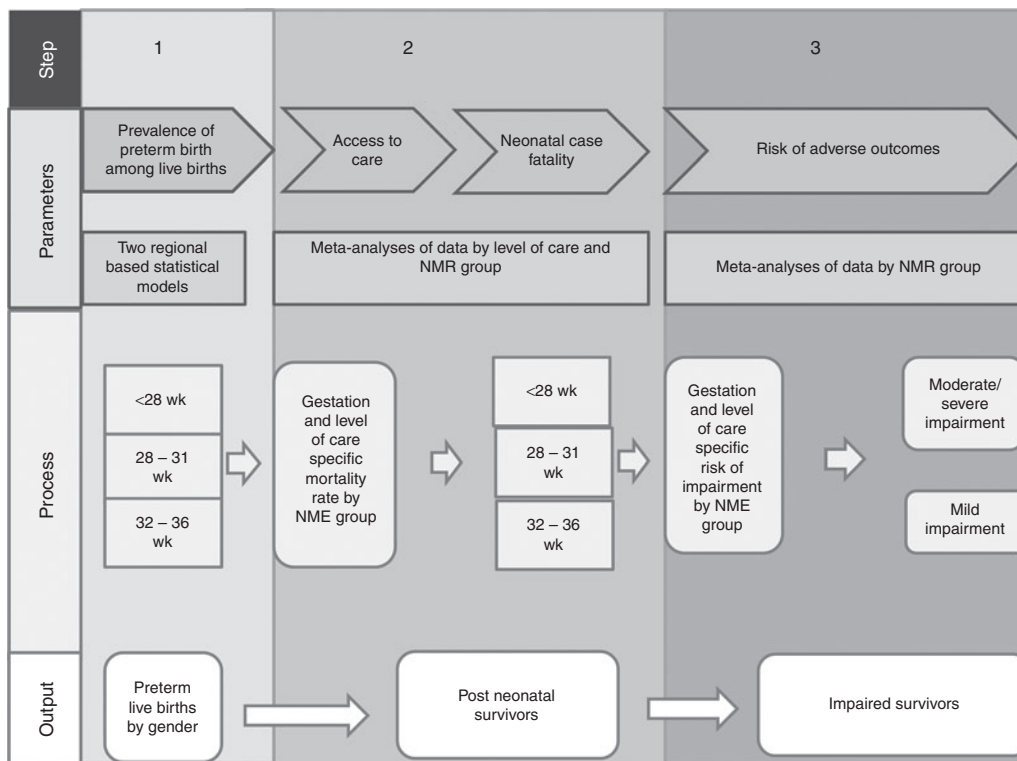 Step
1
2
3
Parameters
Prevalence of
preterm birth
among live births
Access to
care
Neonatal case
fatality
Risk of adverse outcomes
Two regional
based statistical
models
Meta-analyses of data by level of care and
NMR group
Meta-analyses of data by NMR group
Process
<28 wk
28 – 31
wk
32 – 36
wk
Gestation
and level
of care
specific
mortality
rate by
NME group
<28 wk
28 – 31
wk
32 – 36
wk
Gestation
and level
of care
specific
risk of
impairment
by NME
group
Moderate/
severe
impairment
Mild
impairment
Output
Preterm
live births
by gender
Post neonatal
survivors
Impaired survivors